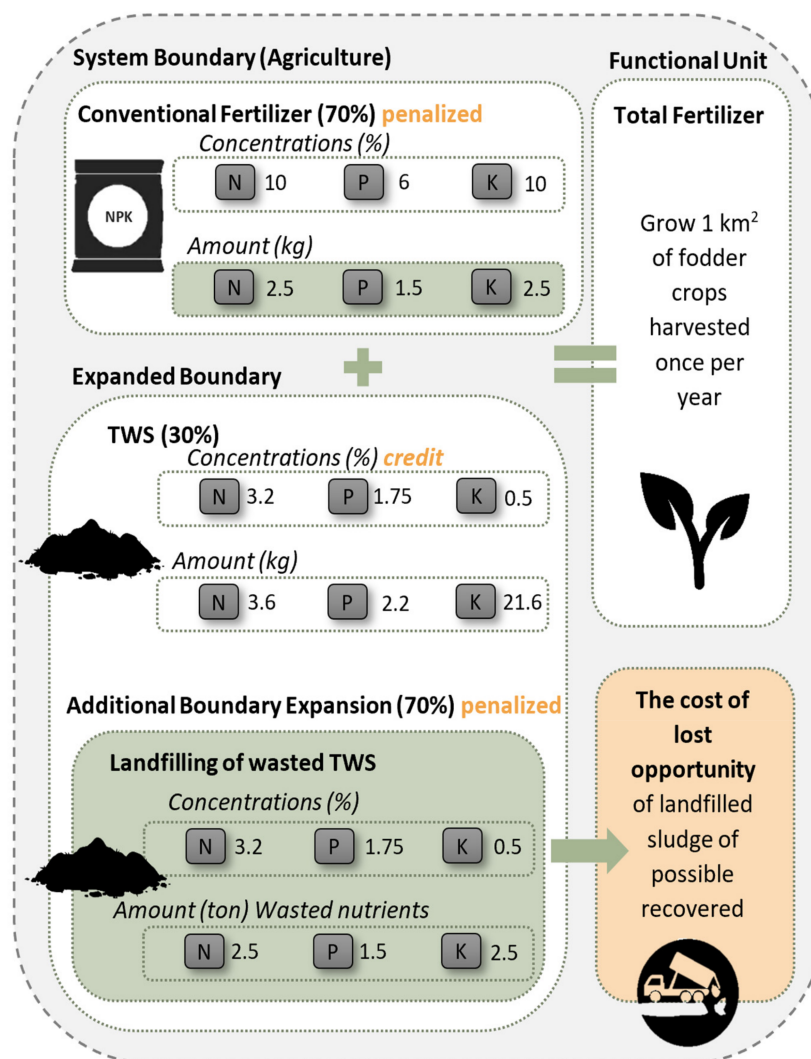 System Boundary (Agriculture)
Conventional Fertilizer (70%) penalized
Concentrations (%)
NPK
N 10 P 6 K 10
Amount (kg)
N 2.5 P 1.5 K 2.5
Expanded Boundary
TWS (30%)
Concentrations (%) credit
N 3.2 P 1.75 K 0.5
Amount (kg)
N 3.6 P 2.2 K 21.6
Additional Boundary Expansion (70%) penalized
Landfilling of wasted TWS
Concentrations (%)
N 3.2 P 1.75 K 0.5
Amount (ton) Wasted nutrients
N 2.5 P 1.5 K 2.5
Functional Unit
Total Fertilizer
Grow 1 km²
of fodder
crops
harvested
once per
year
The cost of
lost
opportunity
of landfilled
sludge of
possible
recovered